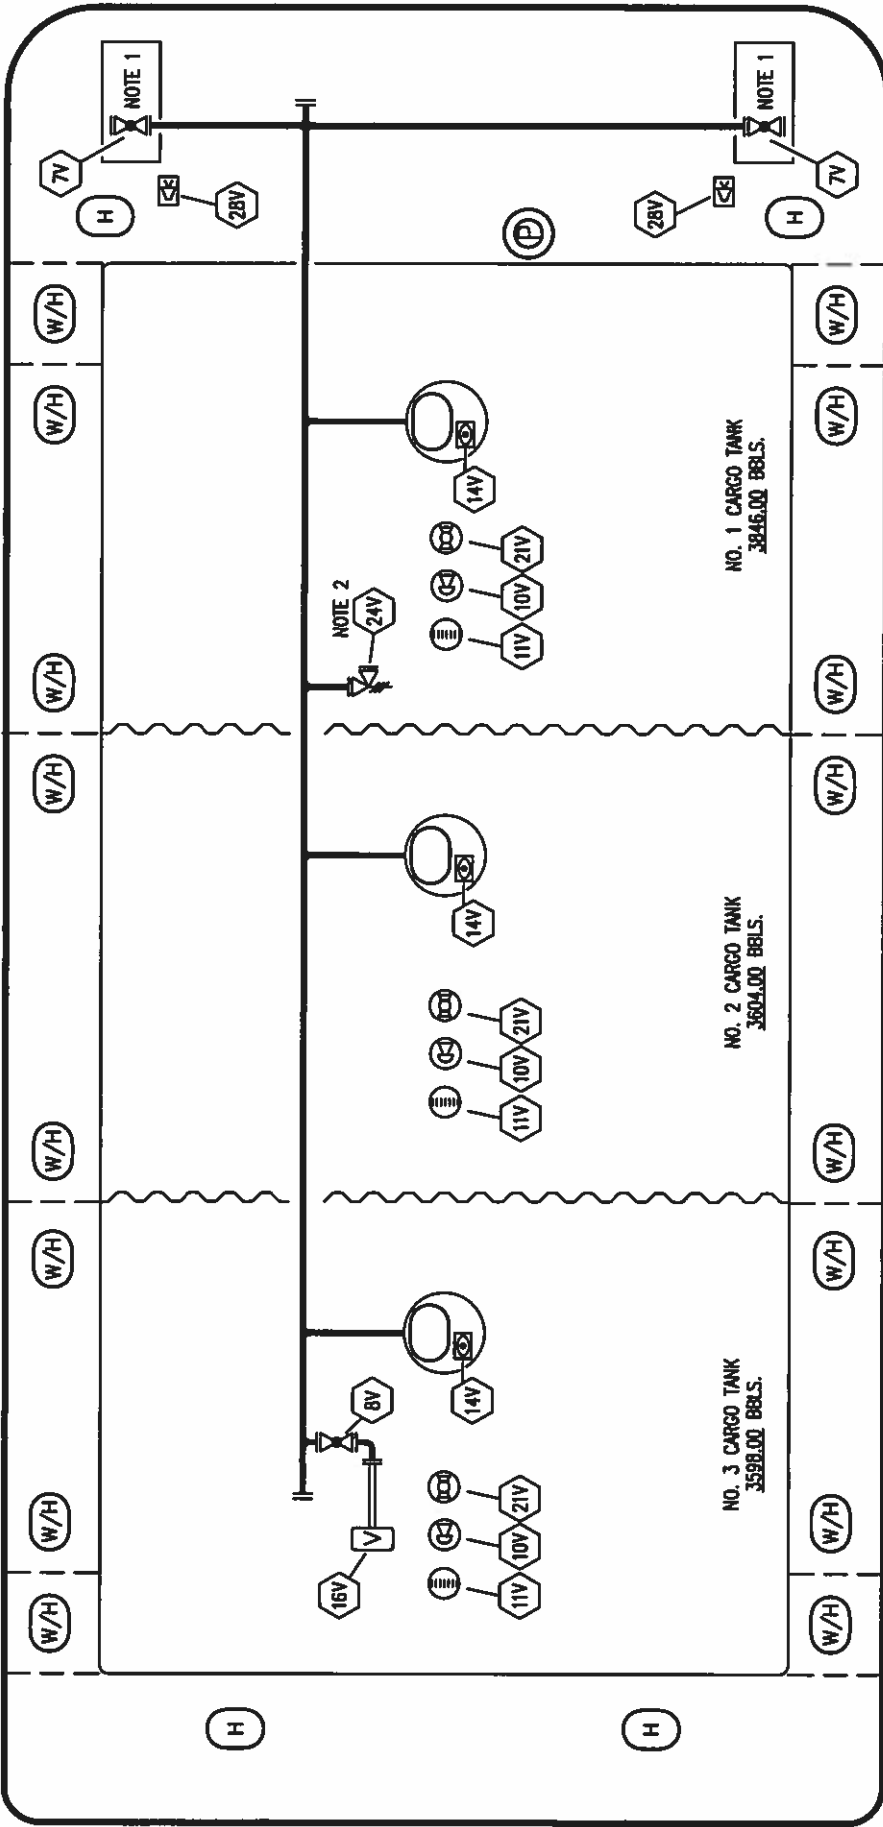 W/H
W/H
W/H
W/H
W/H
W/H
W/H
W/H
7V
H
NOTE 1
H
28V
16V
NOTE 2
V
8V
24V
14V
14V
14V
11V
10V
21V
11V
10V
21V
11V
10V
21V
P
H
28V
NO. 3 CARGO TANK
3598.00 BBLS.
NO. 2 CARGO TANK
3604.00 BBLS.
NO. 1 CARGO TANK
3846.00 BBLS.
NOTE 1
H
7V
W/H
W/H
W/H
W/H
W/H
W/H
W/H
W/H